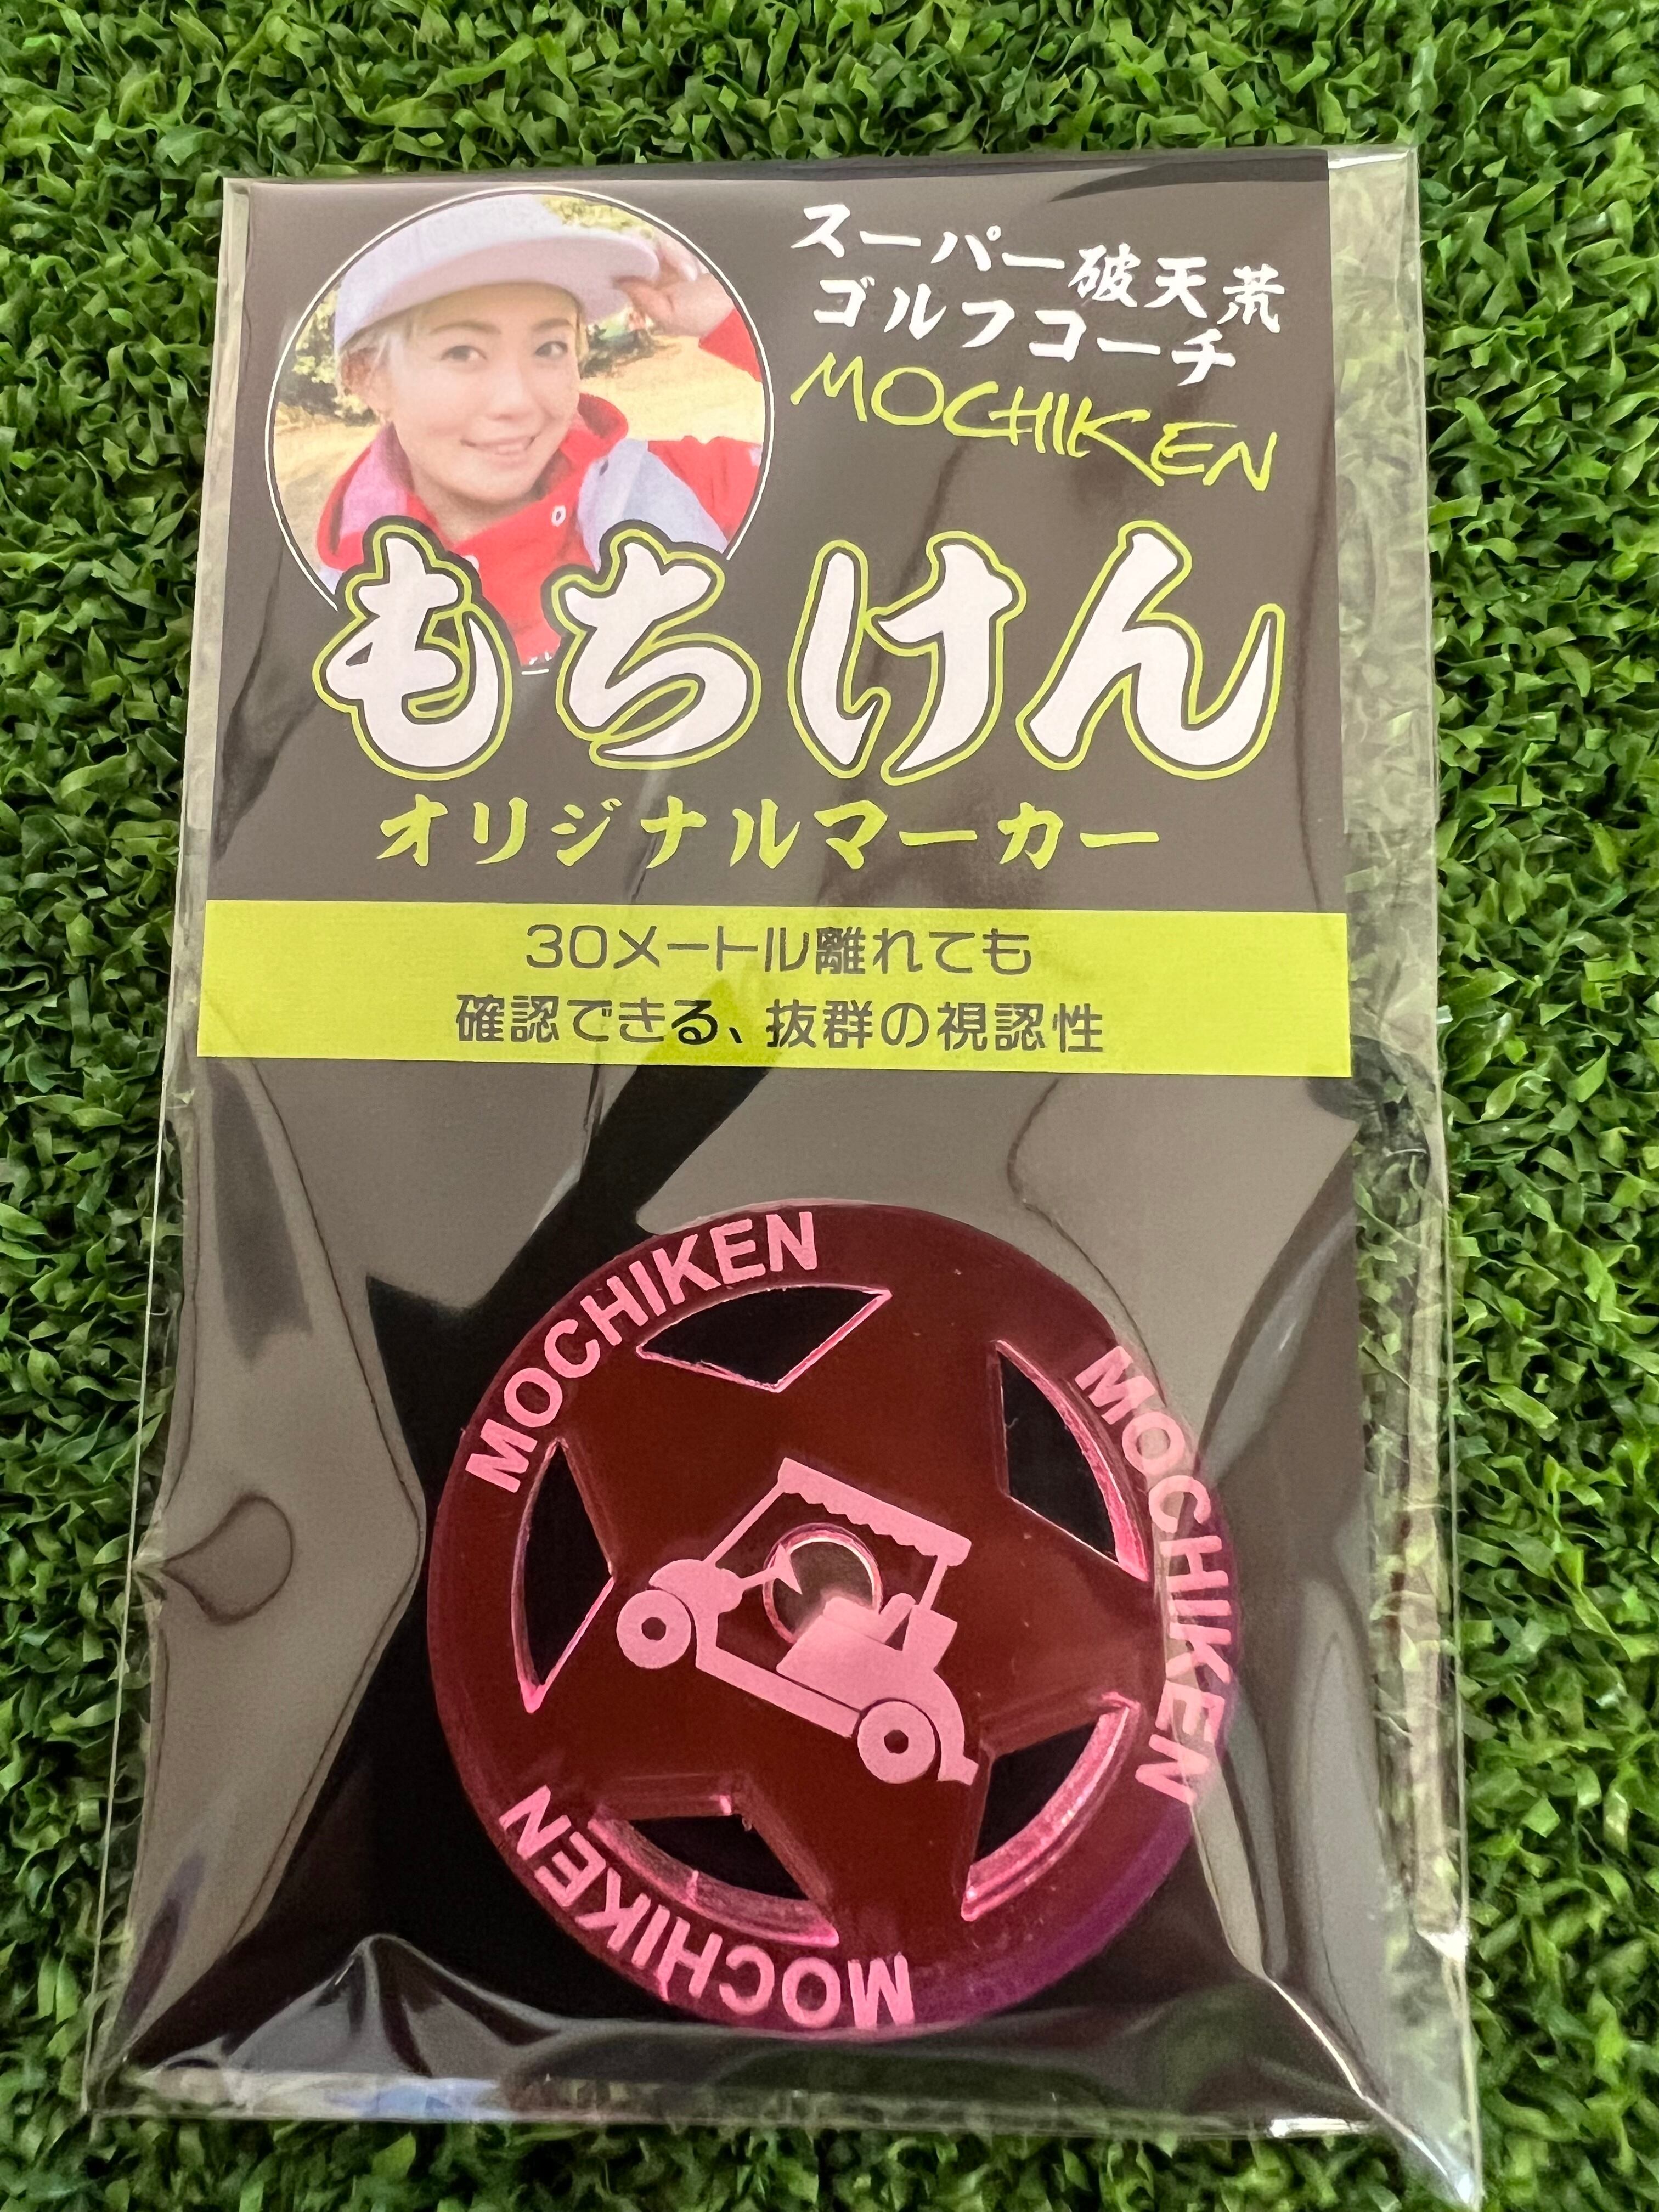 スーパー破天荒
ゴルフコーチ
MOCHIKEN
もちけん
オリジナルマーカー
30メートル離れても
確認できる、抜群の視認性
MOCHIKEN
MOCHIKEN
MOCHIKEN